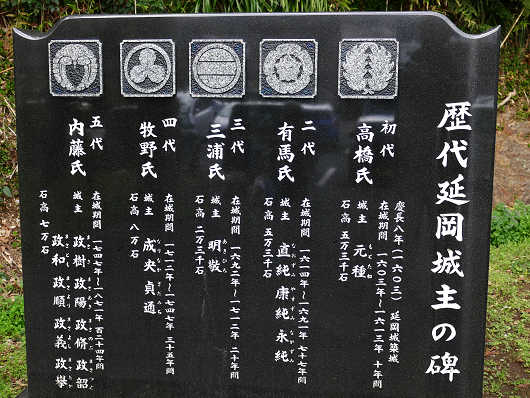 歴代延岡城主の碑
慶長八年(一六〇三) 延岡城築城
初代
高橋氏
在城期間 一六〇三〜一六一三年 十年間
城主 元種
石高 五万三千石
二代
有馬氏
在城期間 一六一四〜一六九一年 七十七年間
城主 直純 康純 永純
石高 五万三千石
三代
三浦氏
在城期間 一六九二〜一七一二年 二十年間
城主 明敬
石高 二万三千石
四代
牧野氏
在城期間 一七一二〜一七四七年 三十五年間
城主 成央 貞通
石高 八万石
五代
内藤氏
在城期間 一七四七〜一八七一年 百二十四年間
城主 政樹 政陽 政脩 政韶
政和 政順 政義 政挙
石高 七万石